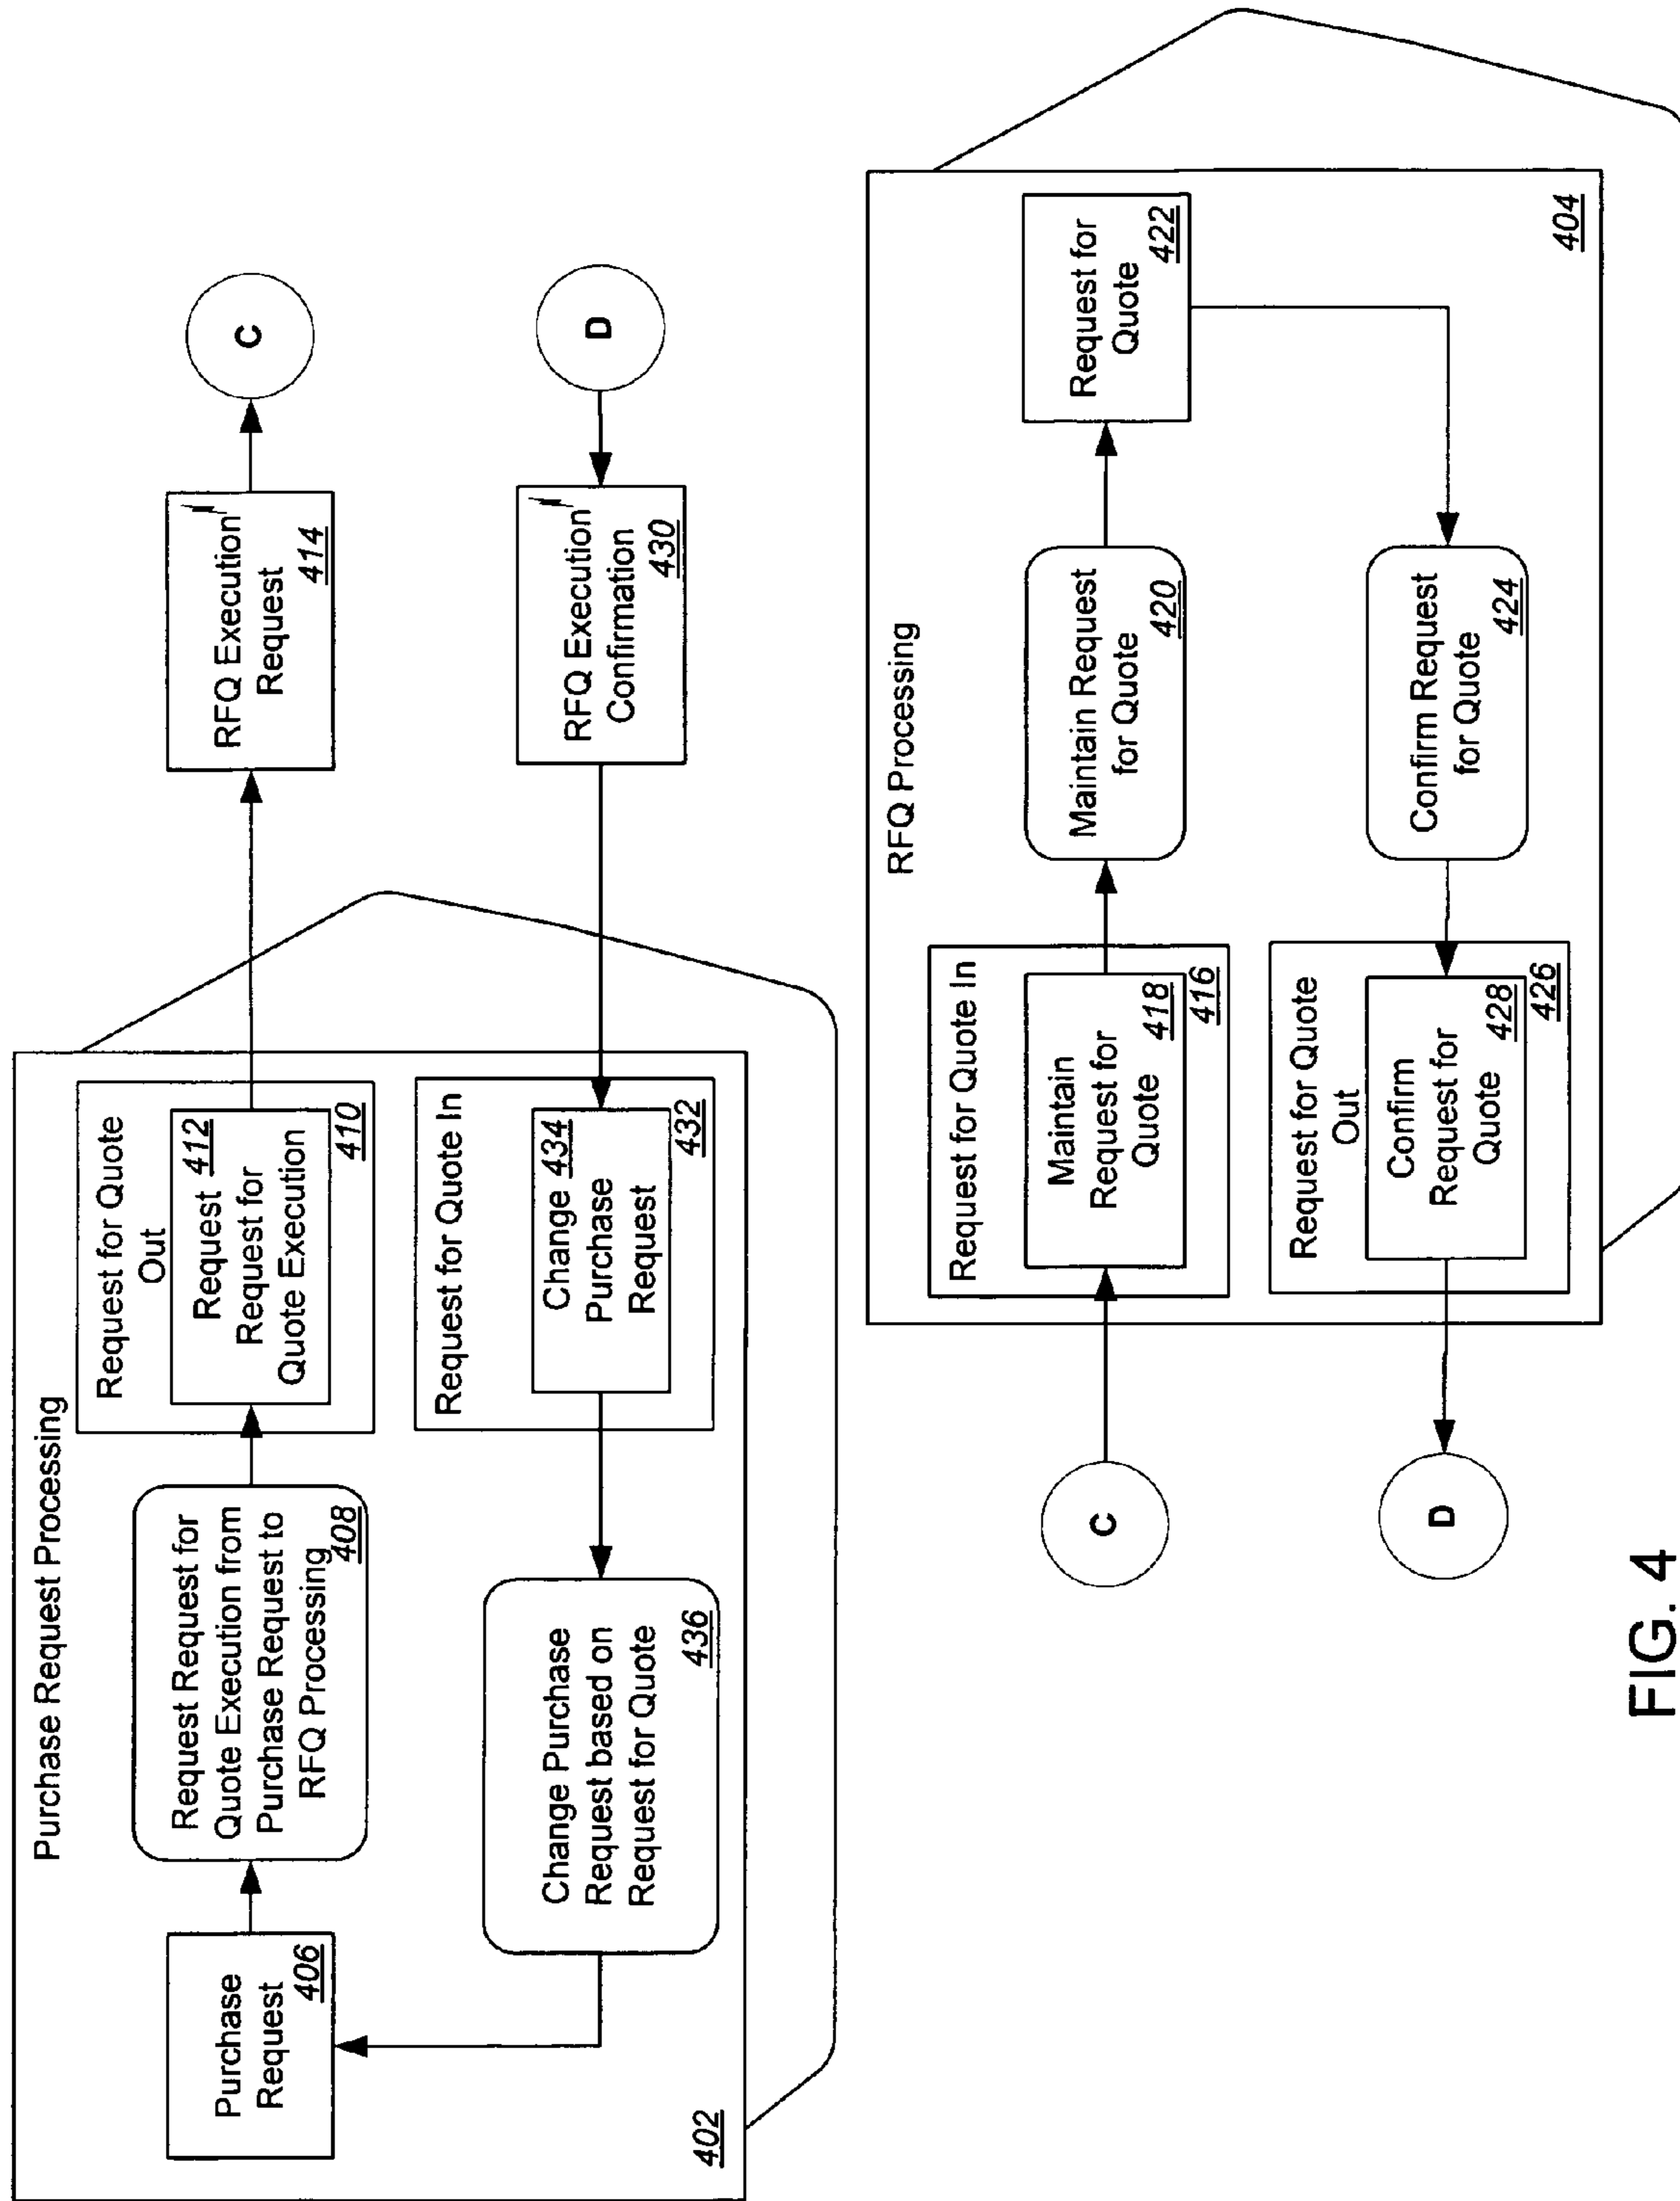 Purchase Request Processing
Purchase
Request
406
Request Request for
Quote Execution from
Purchase Request to
RFQ Processing
408
Request for Quote
Out
Request 412
Request for
Quote Execution
410
RFQ Execution
Request
414
C
Request for Quote In
Change 434
Purchase
Request
432
Change Purchase
Request based on
Request for Quote
436
RFQ Execution
Confirmation
430
D
402
RFQ Processing
C
Request for Quote In
Maintain
Request for
Quote 418
416
Maintain Request
for Quote
420
Request for
Quote
422
D
Request for Quote
Out
Confirm
Request for
Quote 428
426
Confirm Request
for Quote
424
404
FIG. 4